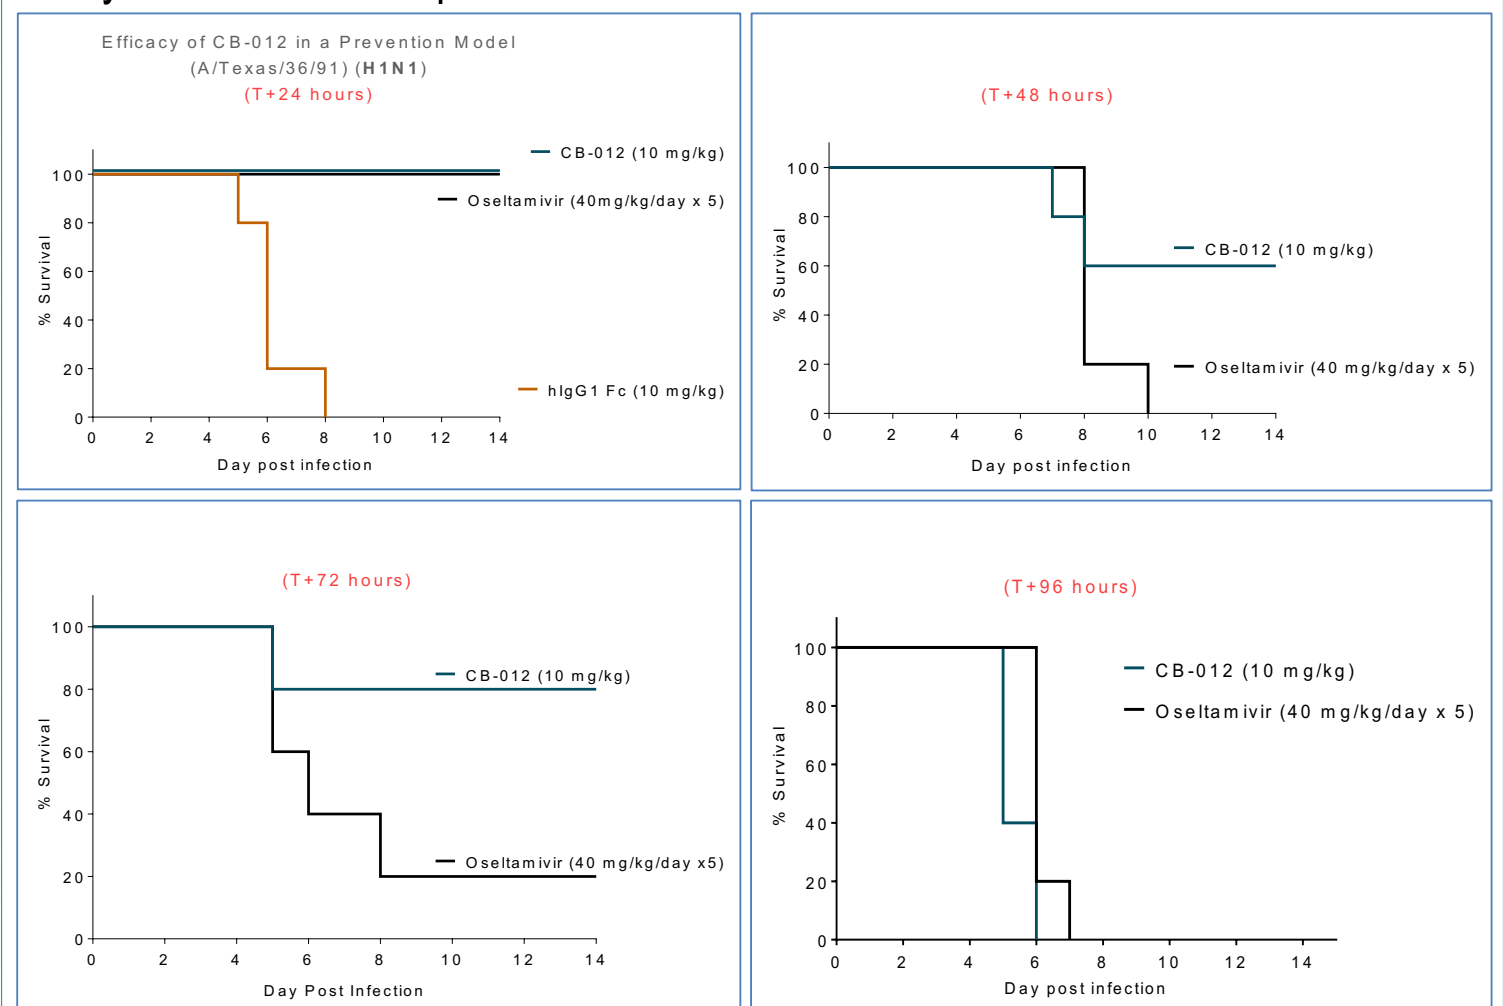 Efficacy of CB-012 in a Prevention Model
(A/Texas/36/91) (H1N1)
(T+24 hours)
CB-012 (10 mg/kg)
Oseltamivir (40mg/kg/day x 5)
hIgG1 Fc (10 mg/kg)
% Survival
100
80
60
40
20
0
0 2 4 6 8 10 12 14
Day post infection
(T+48 hours)
CB-012 (10 mg/kg)
Oseltamivir (40 mg/kg/day x 5)
% Survival
100
80
60
40
20
0
0 2 4 6 8 10 12 14
Day post infection
(T+72 hours)
CB-012 (10 mg/kg)
Oseltamivir (40 mg/kg/day x5)
% Survival
100
80
60
40
20
0
0 2 4 6 8 10 12 14
Day Post Infection
(T+96 hours)
CB-012 (10 mg/kg)
Oseltamivir (40 mg/kg/day x 5)
% Survival
100
80
60
40
20
0
0 2 4 6 8 10 12 14
Day post infection